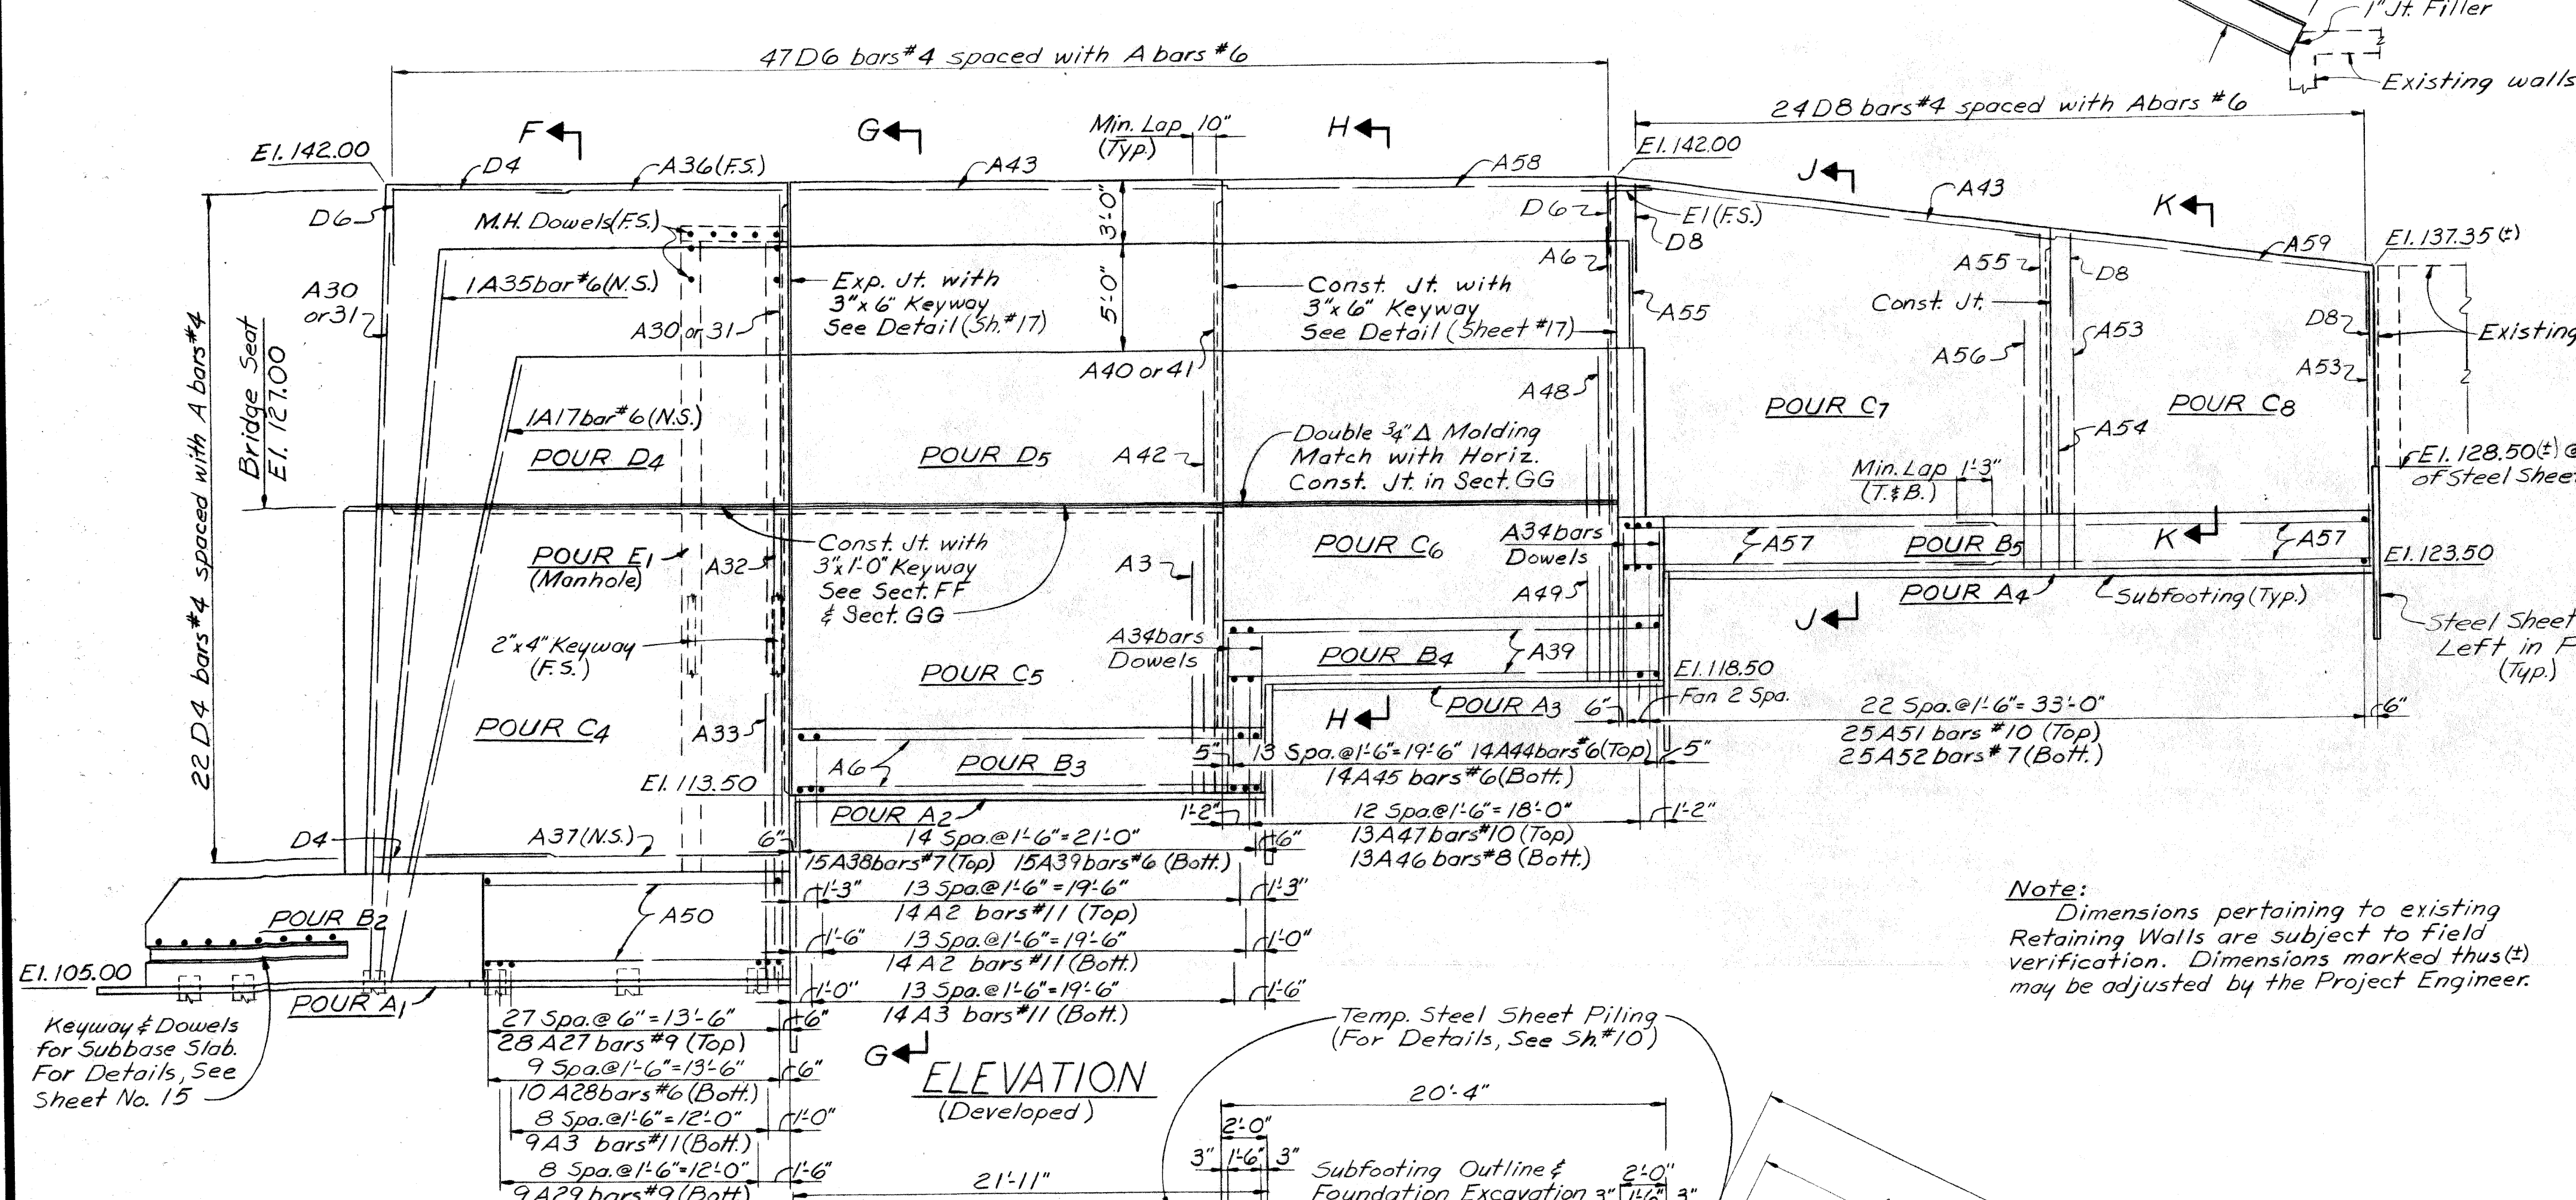 1" Jt. Filler
Existing walls
47 D6 bars #4 spaced with A bars #6
24 D8 bars #4 spaced with A bars #6
F
G
Min. Lap 10"
(Typ.)
H
El. 142.00
D4
A36 (F.S.)
A43
A58
El. 142.00
J
A43
K
D6
M.H. Dowels (F.S.)
3'-0"
D6
E1 (F.S.)
D8
A59
El. 137.35 (±)
A6
A55
D8
A30
or 31
1 A35 bar #6 (N.S.)
Exp. Jt. with
3" x 6" Keyway
See Detail (Sh. #17)
5'-0"
Const. Jt. with
3" x 6" Keyway
See Detail (Sheet #17)
A55
Const. Jt.
A53
D8
Existing
A30 or 31
A40 or 41
A56
A53
22 D4 bars #4 spaced with A bars #4
Bridge Seat
El. 127.00
1 A17 bar #6 (N.S.)
A48
POUR C7
POUR C8
POUR D4
POUR D5
A42
Double 3/4" Δ Molding
Match with Horiz.
Const. Jt. in Sect. GG
A54
Min. Lap 1'-3"
(T. & B.)
El. 128.50 (±) @
of Steel Shee
POUR E1
(Manhole)
A32
Const. Jt. with
3" x 1'-0" Keyway
See Sect. FF
& Sect. GG
A3
POUR C6
A34 bars
Dowels
A57
POUR B5
K
A57
El. 123.50
A49
POUR A4
Subfooting (Typ.)
2" x 4" Keyway
(F.S.)
A34 bars
Dowels
POUR B4
A39
J
Steel Sheet
Left in P
(Typ.)
POUR C5
El. 118.50
Fan 2 Spa.
POUR C4
A33
H
POUR A3
6"
22 Spa. @ 1'-6" = 33'-0"
6"
25 A51 bars #10 (Top)
25 A52 bars #7 (Bott.)
A6
POUR B3
5"
13 Spa. @ 1'-6" = 19'-6" 14 A44 bars #6 (Top)
5"
14 A45 bars #6 (Bott.)
El. 113.50
POUR A2
1'-2"
12 Spa. @ 1'-6" = 18'-0"
1'-2"
13 A47 bars #10 (Top)
13 A46 bars #8 (Bott.)
D4
A37 (N.S.)
6"
14 Spa. @ 1'-6" = 21'-0"
6"
15 A38 bars #7 (Top) 15 A39 bars #6 (Bott.)
1'-3"
13 Spa. @ 1'-6" = 19'-6"
1'-3"
14 A2 bars #11 (Top)
POUR B2
A50
1'-6"
13 Spa. @ 1'-6" = 19'-6"
1'-0"
14 A2 bars #11 (Bott.)
El. 105.00
POUR A1
1'-0"
13 Spa. @ 1'-6" = 19'-6"
1'-6"
14 A3 bars #11 (Bott.)
Note:
Dimensions pertaining to existing
Retaining Walls are subject to field
verification. Dimensions marked thus (±)
may be adjusted by the Project Engineer.
Keyway & Dowels
for Subbase Slab.
For Details, See
Sheet No. 15
27 Spa. @ 6" = 13'-6"
6"
28 A27 bars #9 (Top)
9 Spa. @ 1'-6" = 13'-6"
6"
10 A28 bars #6 (Bott.)
8 Spa. @ 1'-6" = 12'-0"
1'-0"
9 A3 bars #11 (Bott.)
8 Spa. @ 1'-6" = 12'-0"
1'-6"
9 A29 bars #9 (Bott.)
G
ELEVATION
(Developed)
Temp. Steel Sheet Piling
(For Details, See Sh. #10)
20'-4"
2'-0"
3" 1'-6" 3"
21'-11"
Subfooting Outline &
Foundation Excavation
2'-0"
3" 1'-6" 3"